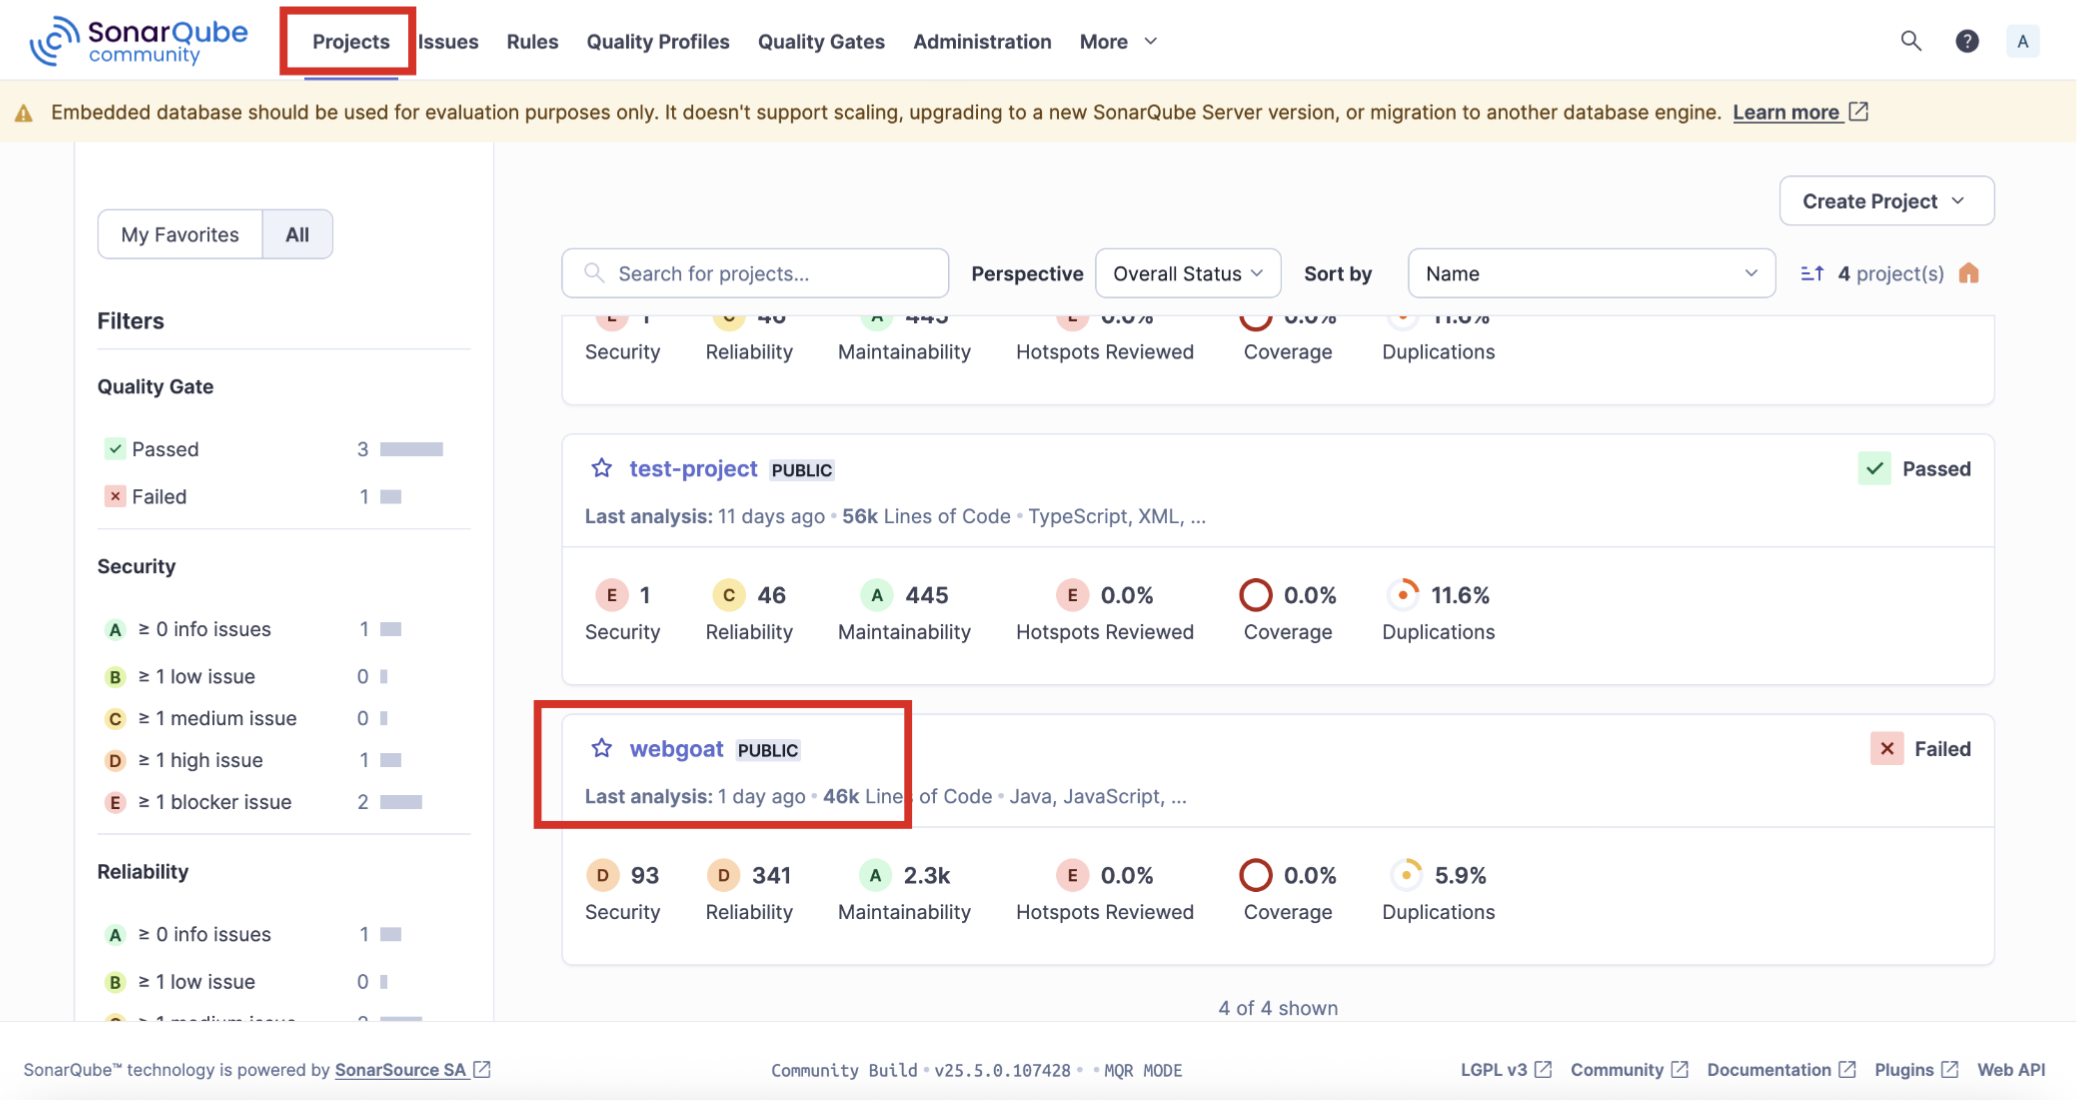 SonarQube community
Projects Issues Rules Quality Profiles Quality Gates Administration More A
Embedded database should be used for evaluation purposes only. It doesn't support scaling, upgrading to a new SonarQube Server version, or migration to another database engine. Learn more
Create Project
My Favorites All
Search for projects... Perspective Overall Status Sort by Name 4 project(s)
Filters
Quality Gate
Passed 3
Failed 1
Security
A ≥ 0 info issues 1
B ≥ 1 low issue 0
C ≥ 1 medium issue 0
D ≥ 1 high issue 1
E ≥ 1 blocker issue 2
Reliability
A ≥ 0 info issues 1
B ≥ 1 low issue 0
E 1 C 46 A 445 E 0.0% 0.0% 11.6%
Security Reliability Maintainability Hotspots Reviewed Coverage Duplications
test-project PUBLIC Passed
Last analysis: 11 days ago • 56k Lines of Code • TypeScript, XML, ...
E 1 C 46 A 445 E 0.0% 0.0% 11.6%
Security Reliability Maintainability Hotspots Reviewed Coverage Duplications
webgoat PUBLIC Failed
Last analysis: 1 day ago • 46k Lines of Code • Java, JavaScript, ...
D 93 D 341 A 2.3k E 0.0% 0.0% 5.9%
Security Reliability Maintainability Hotspots Reviewed Coverage Duplications
4 of 4 shown
SonarQube™ technology is powered by SonarSource SA
Community Build • v25.5.0.107428 • • MQR MODE
LGPL v3 Community Documentation Plugins Web API